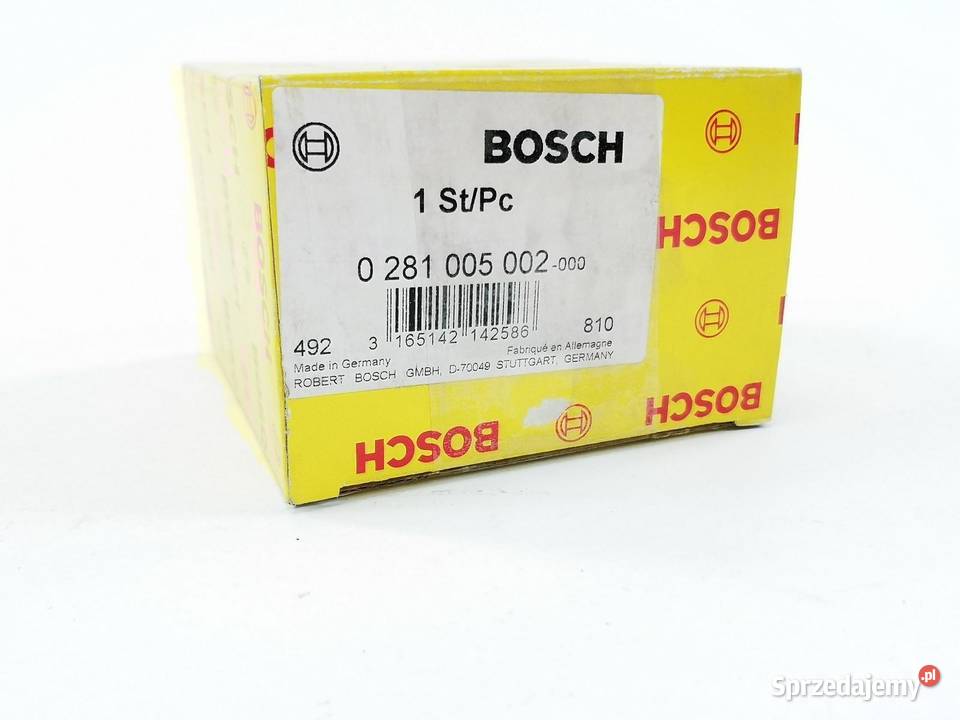 BOSCH
1 St/Pc
0 281 005 002-000
492 3 165142 142586 810
Made in Germany Fabriqué en Allemagne
ROBERT BOSCH GMBH, D-70049 STUTTGART, GERMANY
BOSCH
BOSCH
BOSCH
BOSCH
Sprzedajemy.pl